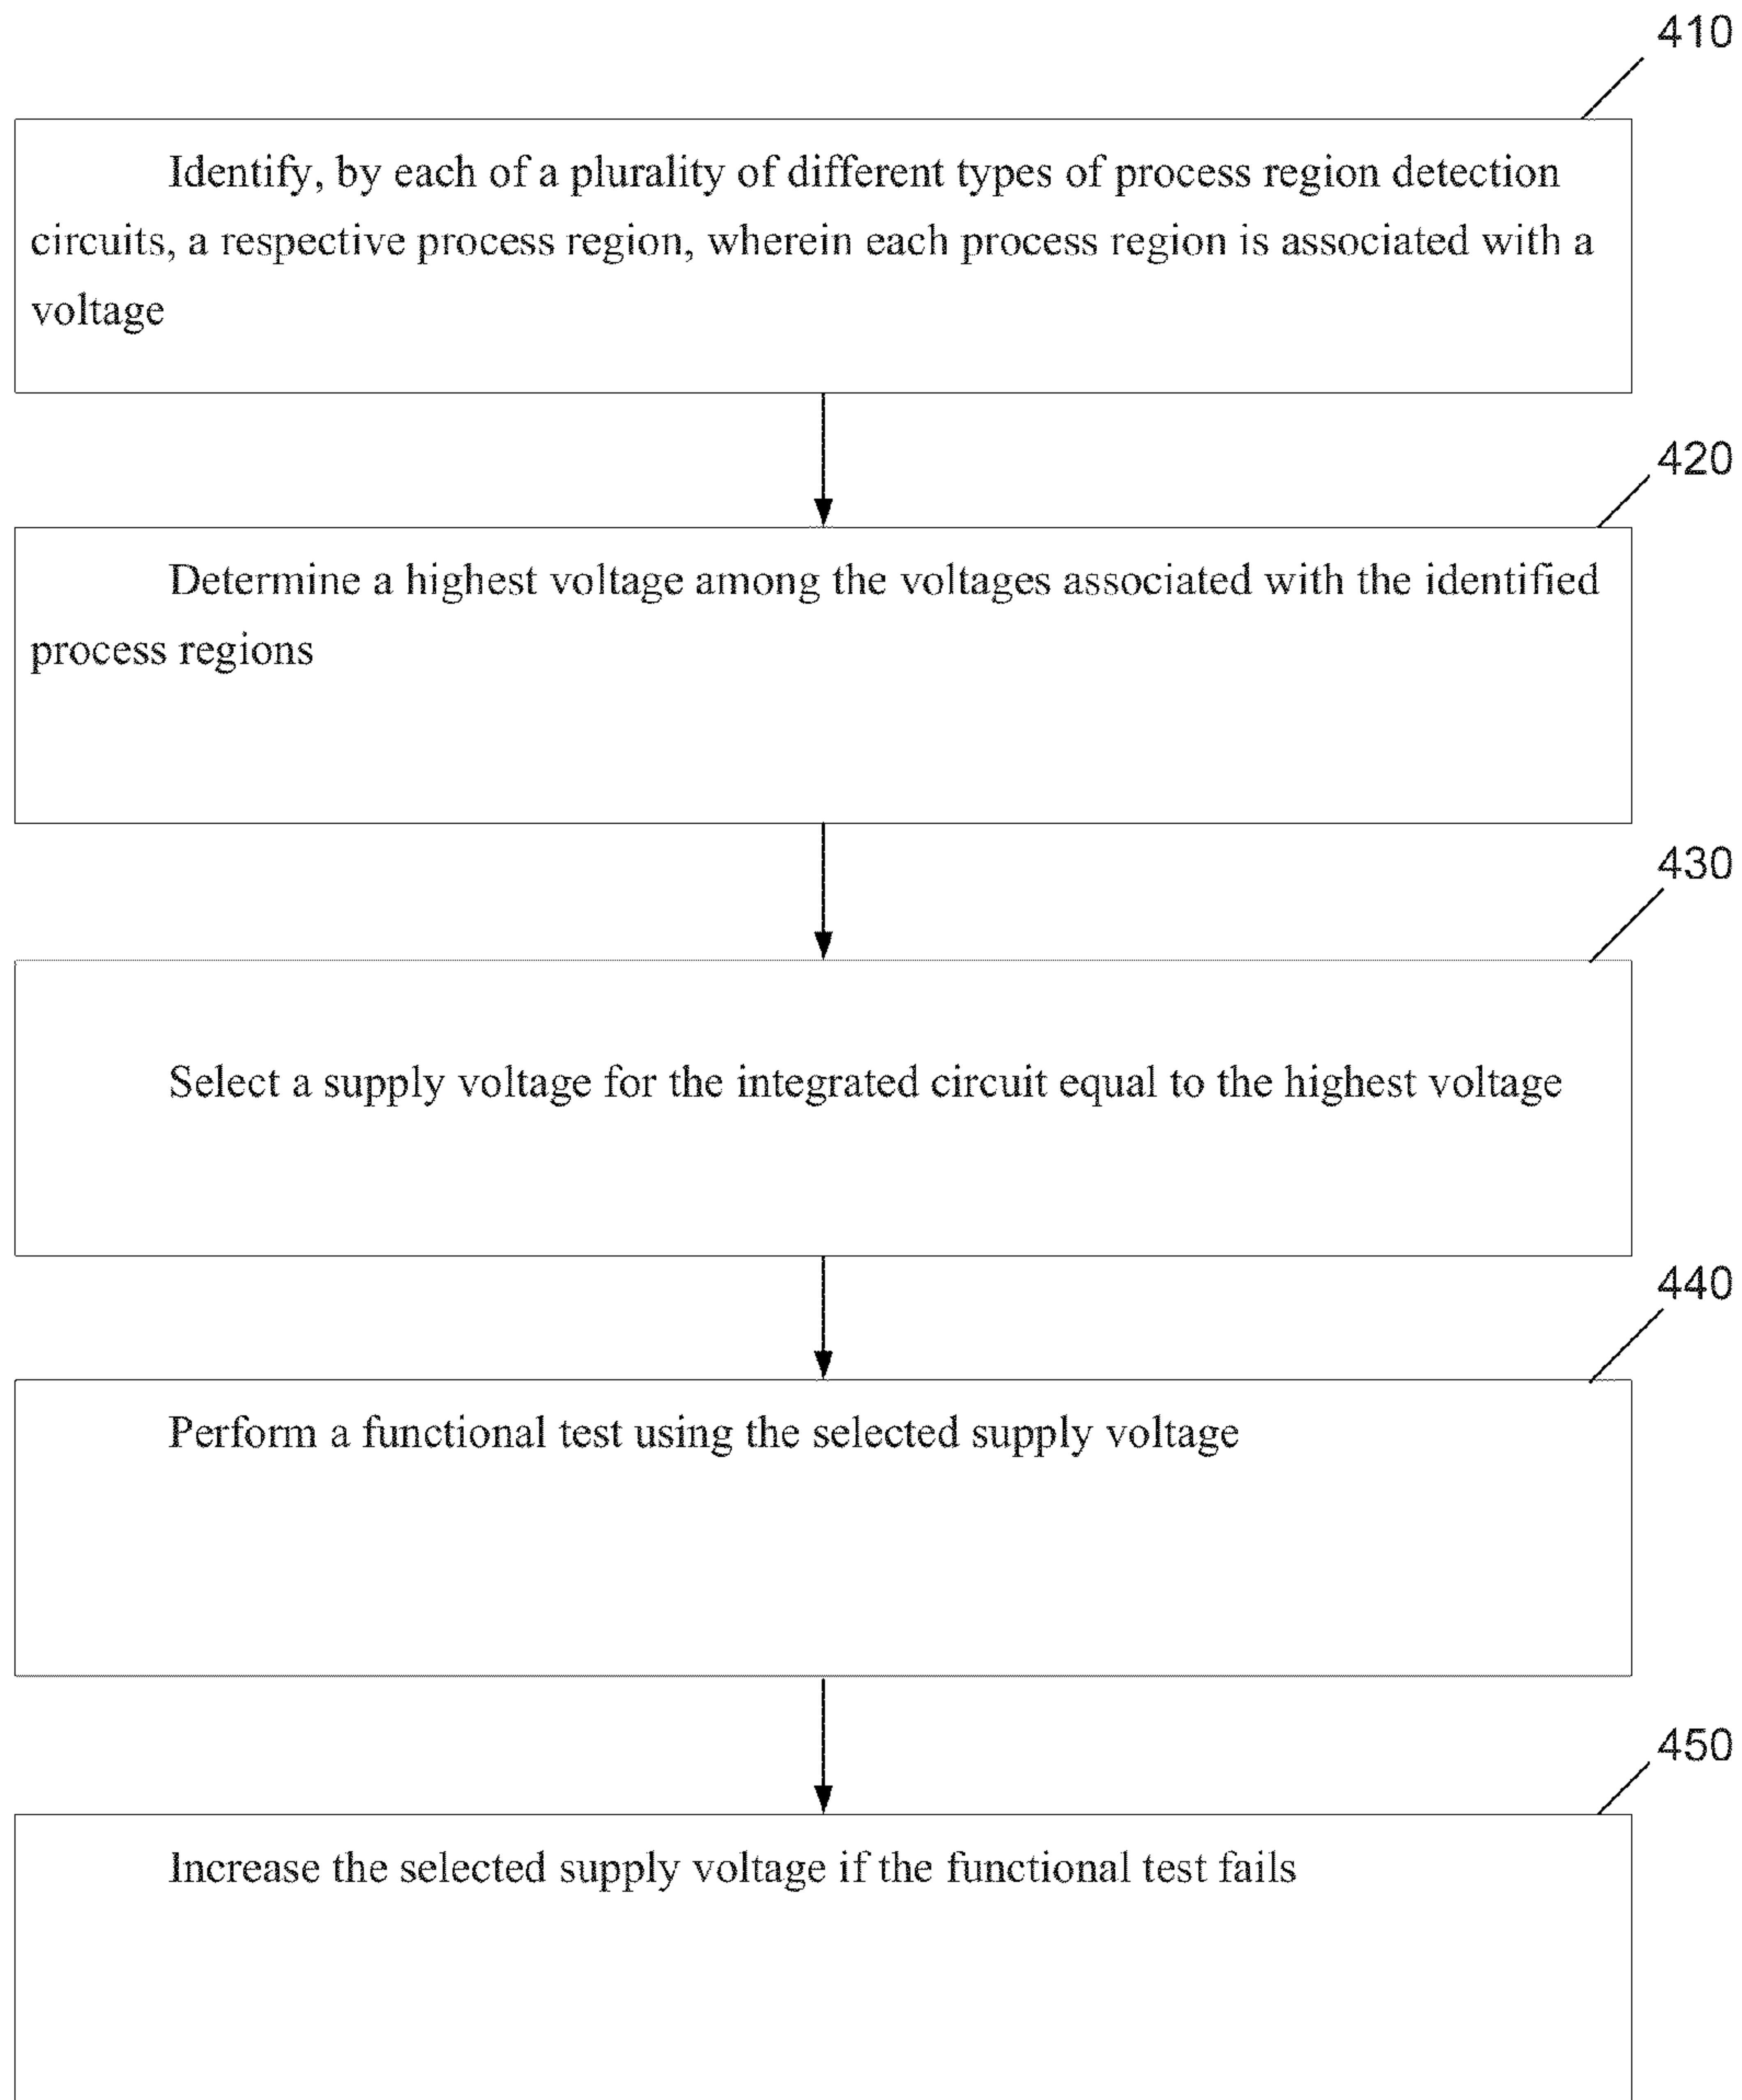 410
Identify, by each of a plurality of different types of process region detection
circuits, a respective process region, wherein each process region is associated with a
voltage
420
Determine a highest voltage among the voltages associated with the identified
process regions
430
Select a supply voltage for the integrated circuit equal to the highest voltage
440
Perform a functional test using the selected supply voltage
450
Increase the selected supply voltage if the functional test fails